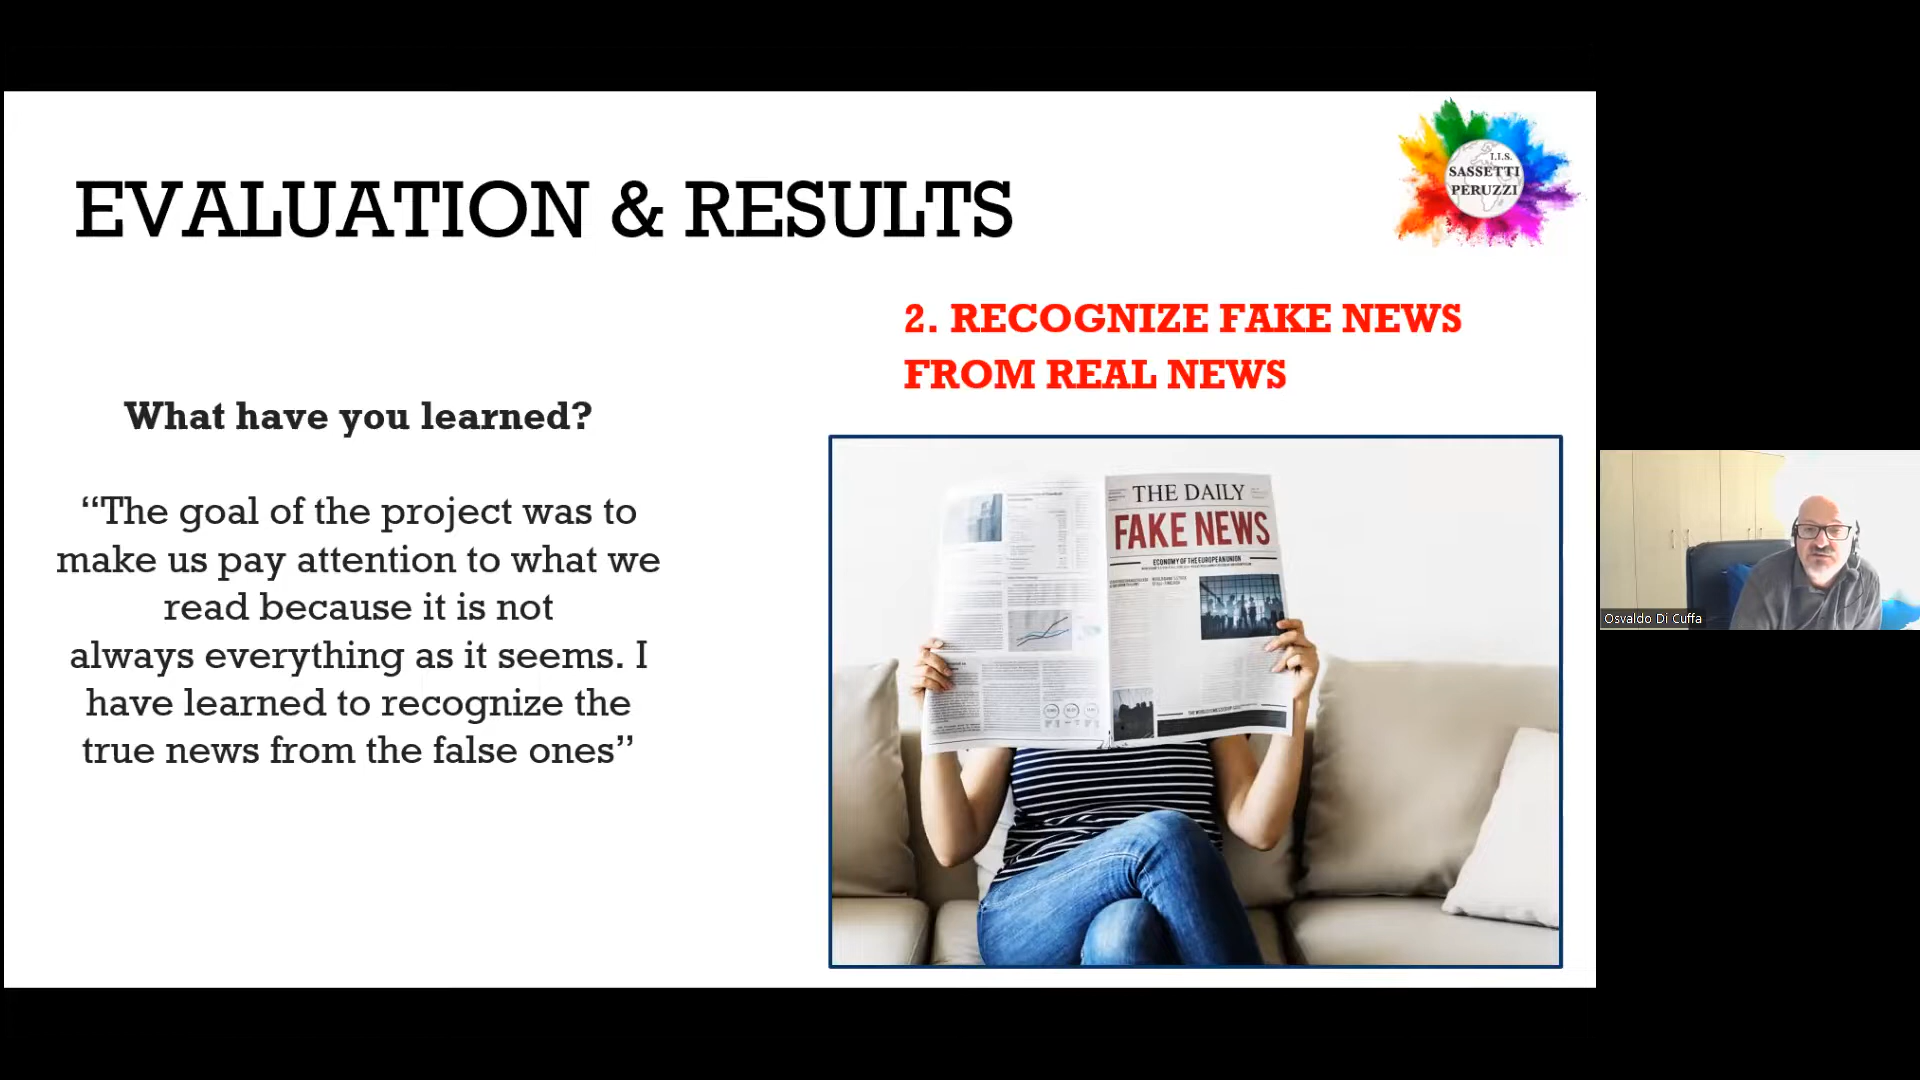 I.I.S.
SASSETTI
PERUZZI
EVALUATION & RESULTS
2. RECOGNIZE FAKE NEWS
FROM REAL NEWS
What have you learned?
“The goal of the project was to
make us pay attention to what we
read because it is not
always everything as it seems. I
have learned to recognize the
true news from the false ones”
THE DAILY
FAKE NEWS
ECONOMY OF THE EUROPEAN UNION
Osvaldo Di Cuffa